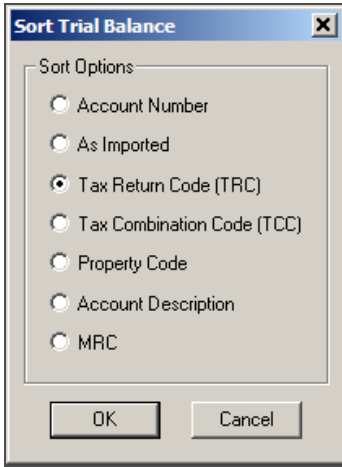 Sort Trial Balance
Sort Options
Account Number
As Imported
Tax Return Code (TRC)
Tax Combination Code (TCC)
Property Code
Account Description
MRC
OK Cancel